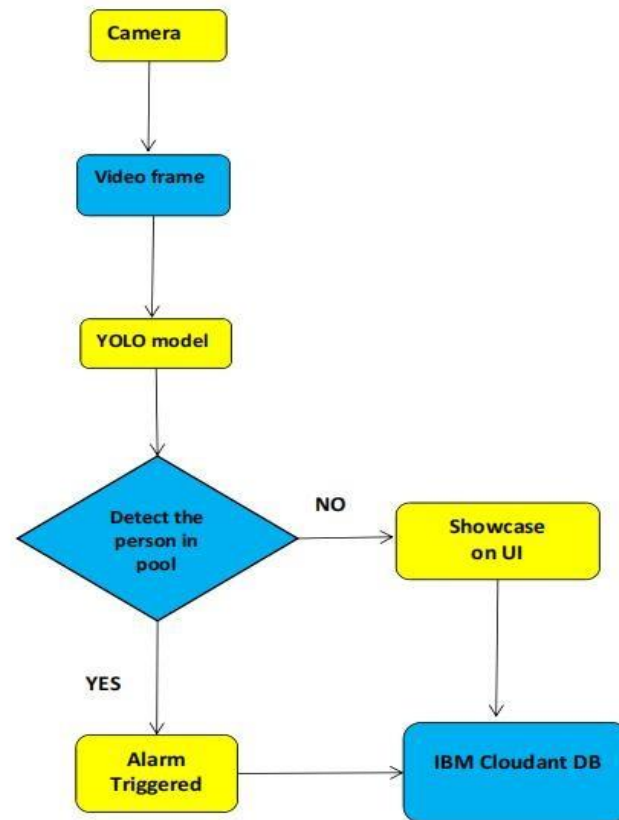 Camera
Video frame
YOLO model
Detect the
person in
pool
NO
Showcase
on UI
YES
Alarm
Triggered
IBM Cloudant DB